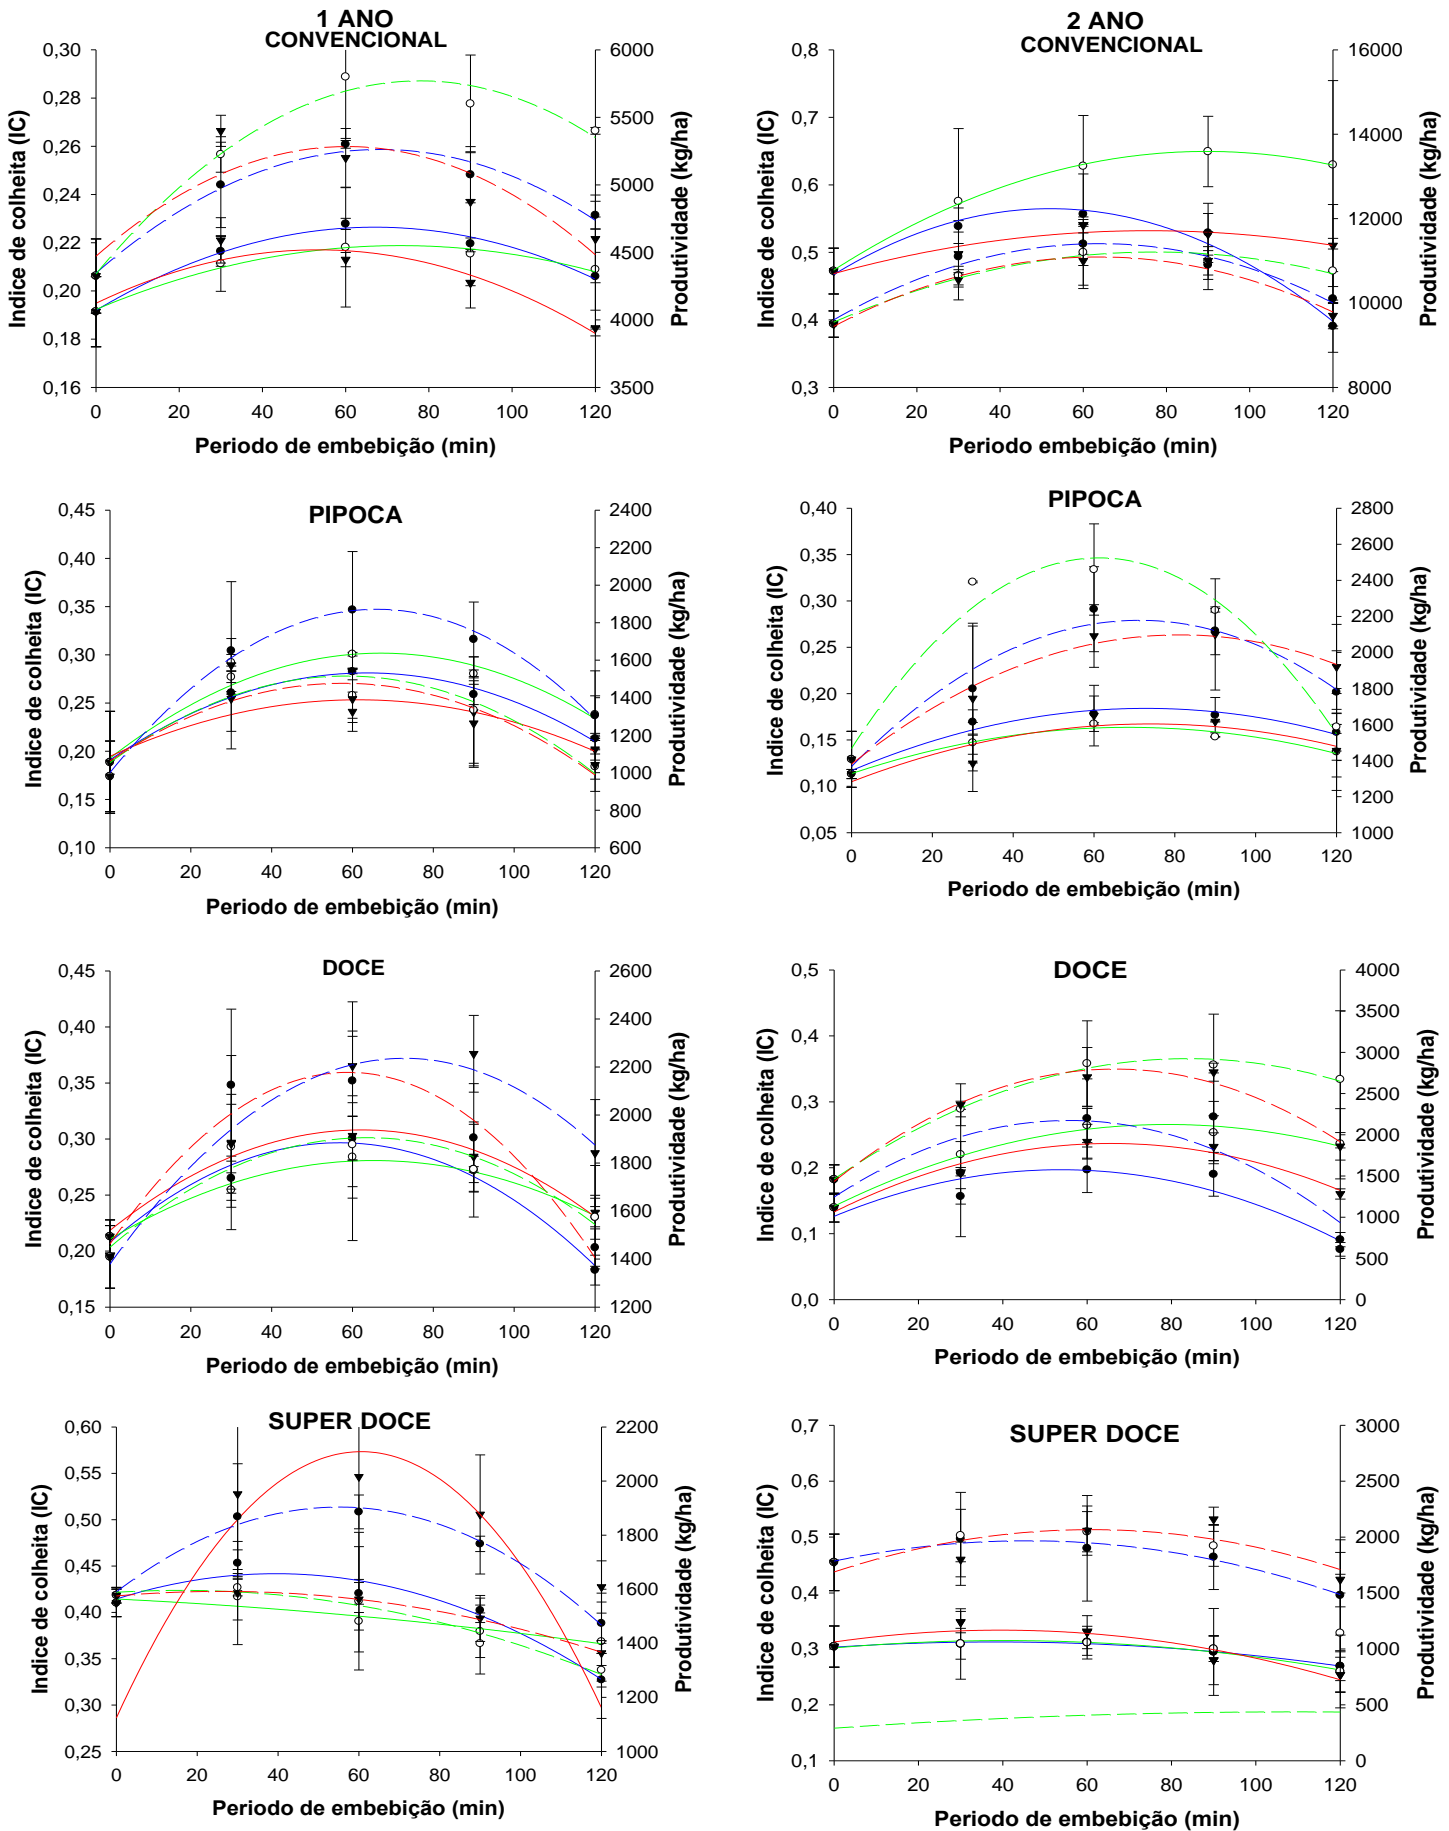 1 ANO
CONVENCIONAL
0,30
0,28
0,26
0,24
0,22
0,20
0,18
0,16
6000
5500
5000
4500
4000
3500
Indice de colheita (IC)
Produtividade (kg/ha)
0 20 40 60 80 100 120
Periodo de embebição (min)
2 ANO
CONVENCIONAL
0,8
0,7
0,6
0,5
0,4
0,3
16000
14000
12000
10000
8000
Indice de colheita (IC)
Produtividade (kg/ha)
0 20 40 60 80 100 120
Periodo embebição (min)
PIPOCA
0,45
0,40
0,35
0,30
0,25
0,20
0,15
0,10
2400
2200
2000
1800
1600
1400
1200
1000
800
600
Indice de colheita (IC)
Produtividade (kg/ha)
0 20 40 60 80 100 120
Periodo de embebição (min)
PIPOCA
0,40
0,35
0,30
0,25
0,20
0,15
0,10
0,05
2800
2600
2400
2200
2000
1800
1600
1400
1200
1000
Indice de colheita (IC)
Produtividade (kg/ha)
0 20 40 60 80 100 120
Periodo de embebição (min)
DOCE
0,45
0,40
0,35
0,30
0,25
0,20
0,15
2600
2400
2200
2000
1800
1600
1400
1200
Indice de colheita (IC)
Produtividade (kg/ha)
0 20 40 60 80 100 120
Periodo de embebição (min)
DOCE
0,5
0,4
0,3
0,2
0,1
0,0
4000
3500
3000
2500
2000
1500
1000
500
0
Indice de colheita (IC)
Produtividade (kg/ha)
0 20 40 60 80 100 120
Periodo de embebição (min)
SUPER DOCE
0,60
0,55
0,50
0,45
0,40
0,35
0,30
0,25
2200
2000
1800
1600
1400
1200
1000
Indice de colheita (IC)
Produtividade (kg/ha)
0 20 40 60 80 100 120
Periodo de embebição (min)
SUPER DOCE
0,7
0,6
0,5
0,4
0,3
0,2
0,1
3000
2500
2000
1500
1000
500
0
Indice de colheita (IC)
Produtividade (kg/ha)
0 20 40 60 80 100 120
Periodo de embebição (min)